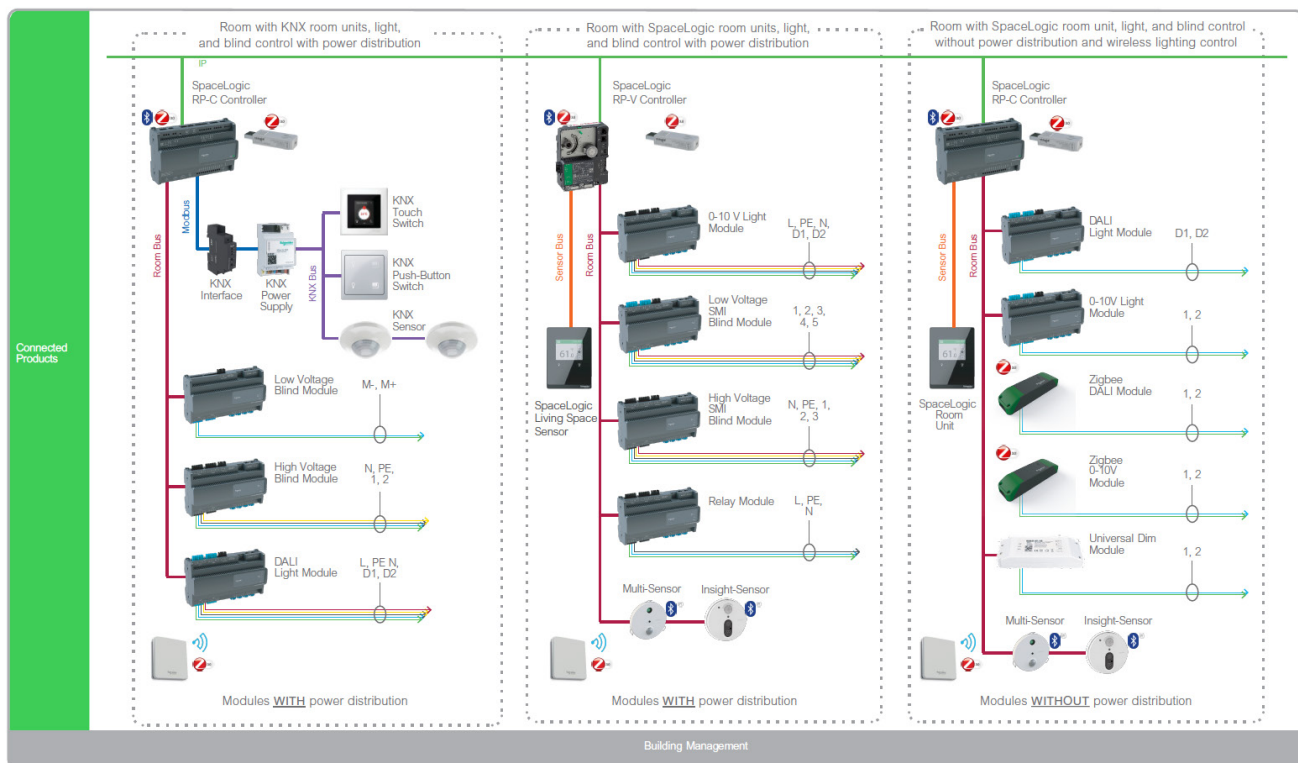 Connected
Products
Room with KNX room units, light,
and blind control with power distribution
IP
SpaceLogic
RP-C Controller
Room Bus
Modbus
KNX
Interface
KNX
Power
Supply
KNX Bus
KNX
Touch
Switch
KNX
Push-Button
Switch
KNX
Sensor
Low Voltage
Blind Module
M-, M+
High Voltage
Blind Module
N, PE,
1, 2
DALI
Light Module
L, PE N,
D1, D2
Modules WITH power distribution
Room with SpaceLogic room units, light,
and blind control with power distribution
SpaceLogic
RP-V Controller
Sensor Bus
Room Bus
0-10 V Light
Module
L, PE, N,
D1, D2
Low Voltage
SMI
Blind Module
1, 2, 3,
4, 5
High Voltage
SMI
Blind Module
N, PE, 1,
2, 3
SpaceLogic
Living Space
Sensor
Relay Module
L, PE,
N
Multi-Sensor
Insight-Sensor
Modules WITH power distribution
Room with SpaceLogic room unit, light, and blind control
without power distribution and wireless lighting control
SpaceLogic
RP-C Controller
Sensor Bus
Room Bus
DALI
Light Module
D1, D2
0-10V Light
Module
1, 2
Zigbee
DALI Module
1, 2
SpaceLogic
Room
Unit
Zigbee
0-10V
Module
1, 2
Universal Dim
Module
1, 2
Multi-Sensor
Insight-Sensor
Modules WITHOUT power distribution
Building Management